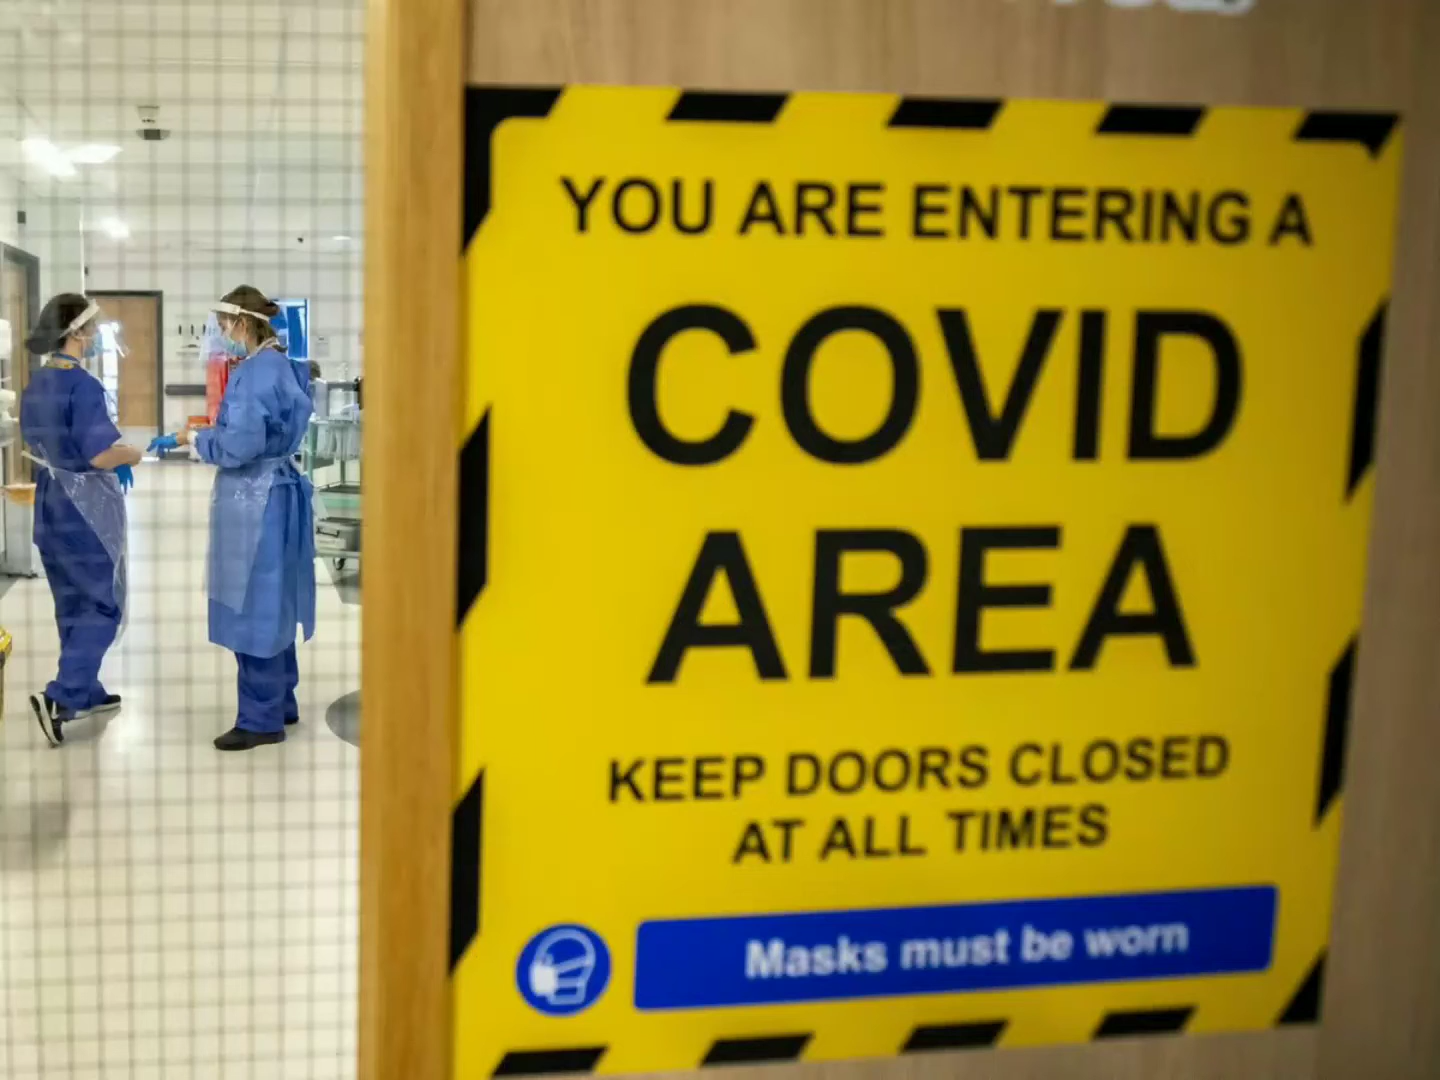 YOU ARE ENTERING A
COVID
AREA
KEEP DOORS CLOSED
AT ALL TIMES
Masks must be worn